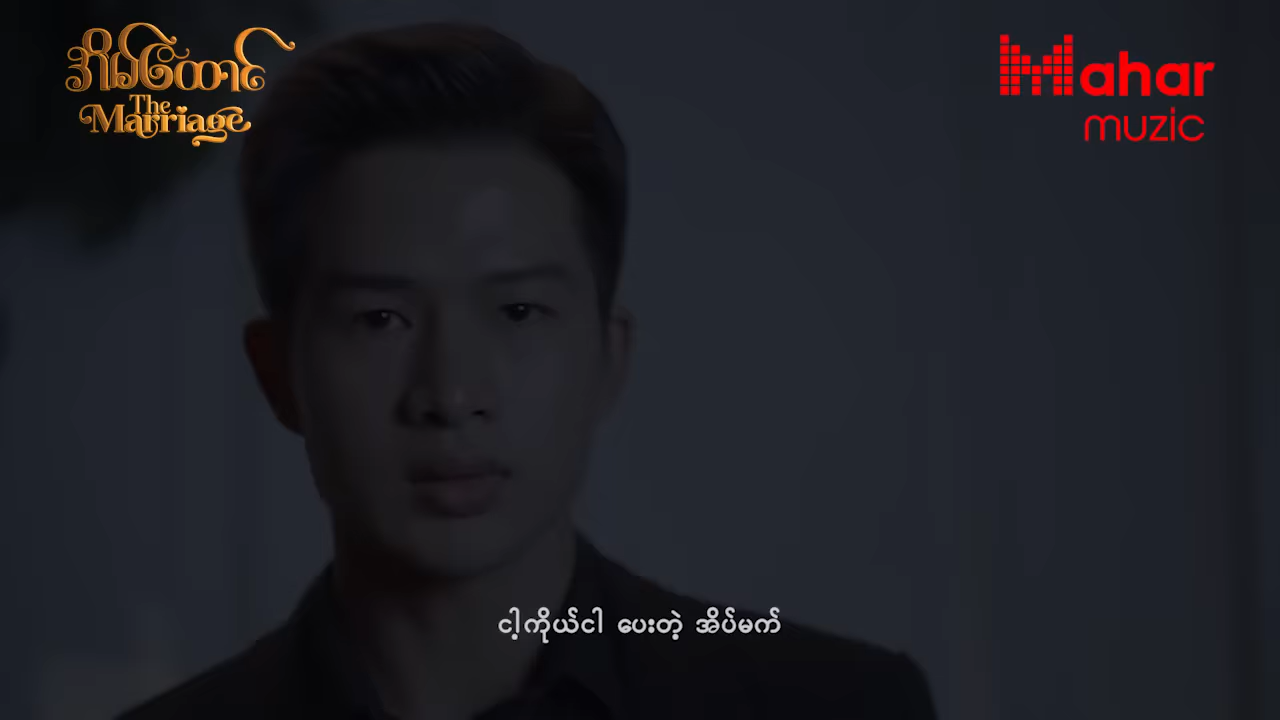 အိမ်ထောင်
The
Marriage
Mahar
muzic
ငါ့ကိုယ်ငါ ပေးတဲ့ အိပ်မက်